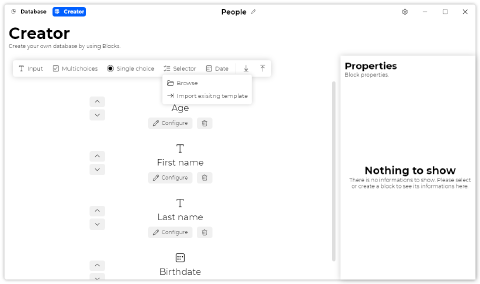 Database
Creator
People
Creator
Create your own database by using Blocks.
Input
Multichoices
Single choice
Selector
Date
Browse
Import exisitng template
Age
Configure
First name
Configure
Last name
Configure
Birthdate
Properties
Block properties
Nothing to show
There is no informations to show. Please select
or create a block to see its informations here